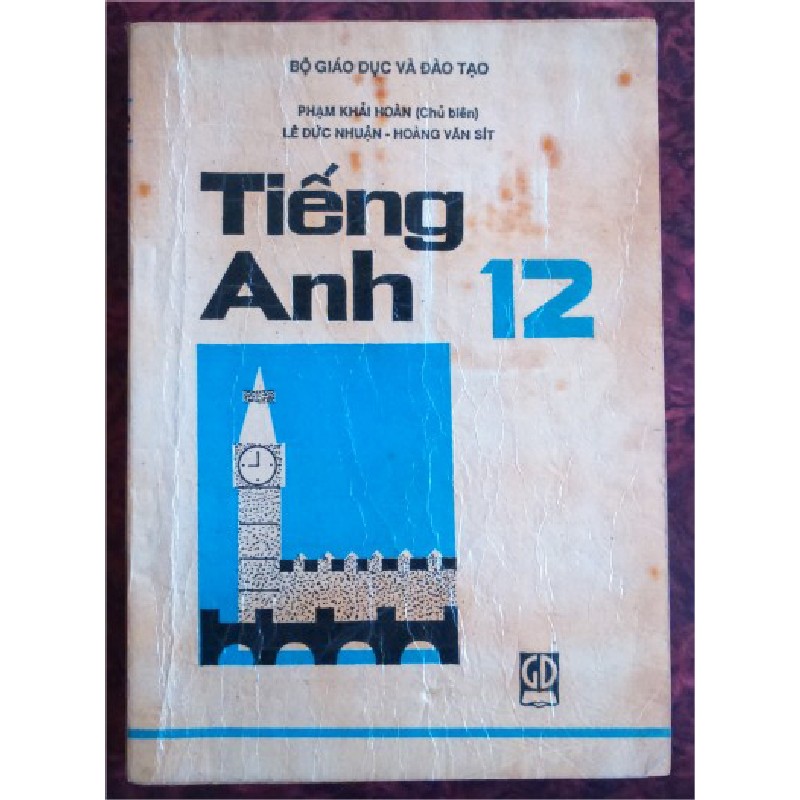 BỘ GIÁO DỤC VÀ ĐÀO TẠO
PHẠM KHẢI HOÀN (Chủ biên)
LÊ ĐỨC NHUẬN - HOÀNG VĂN SÍT
Tiếng
Anh 12
GD